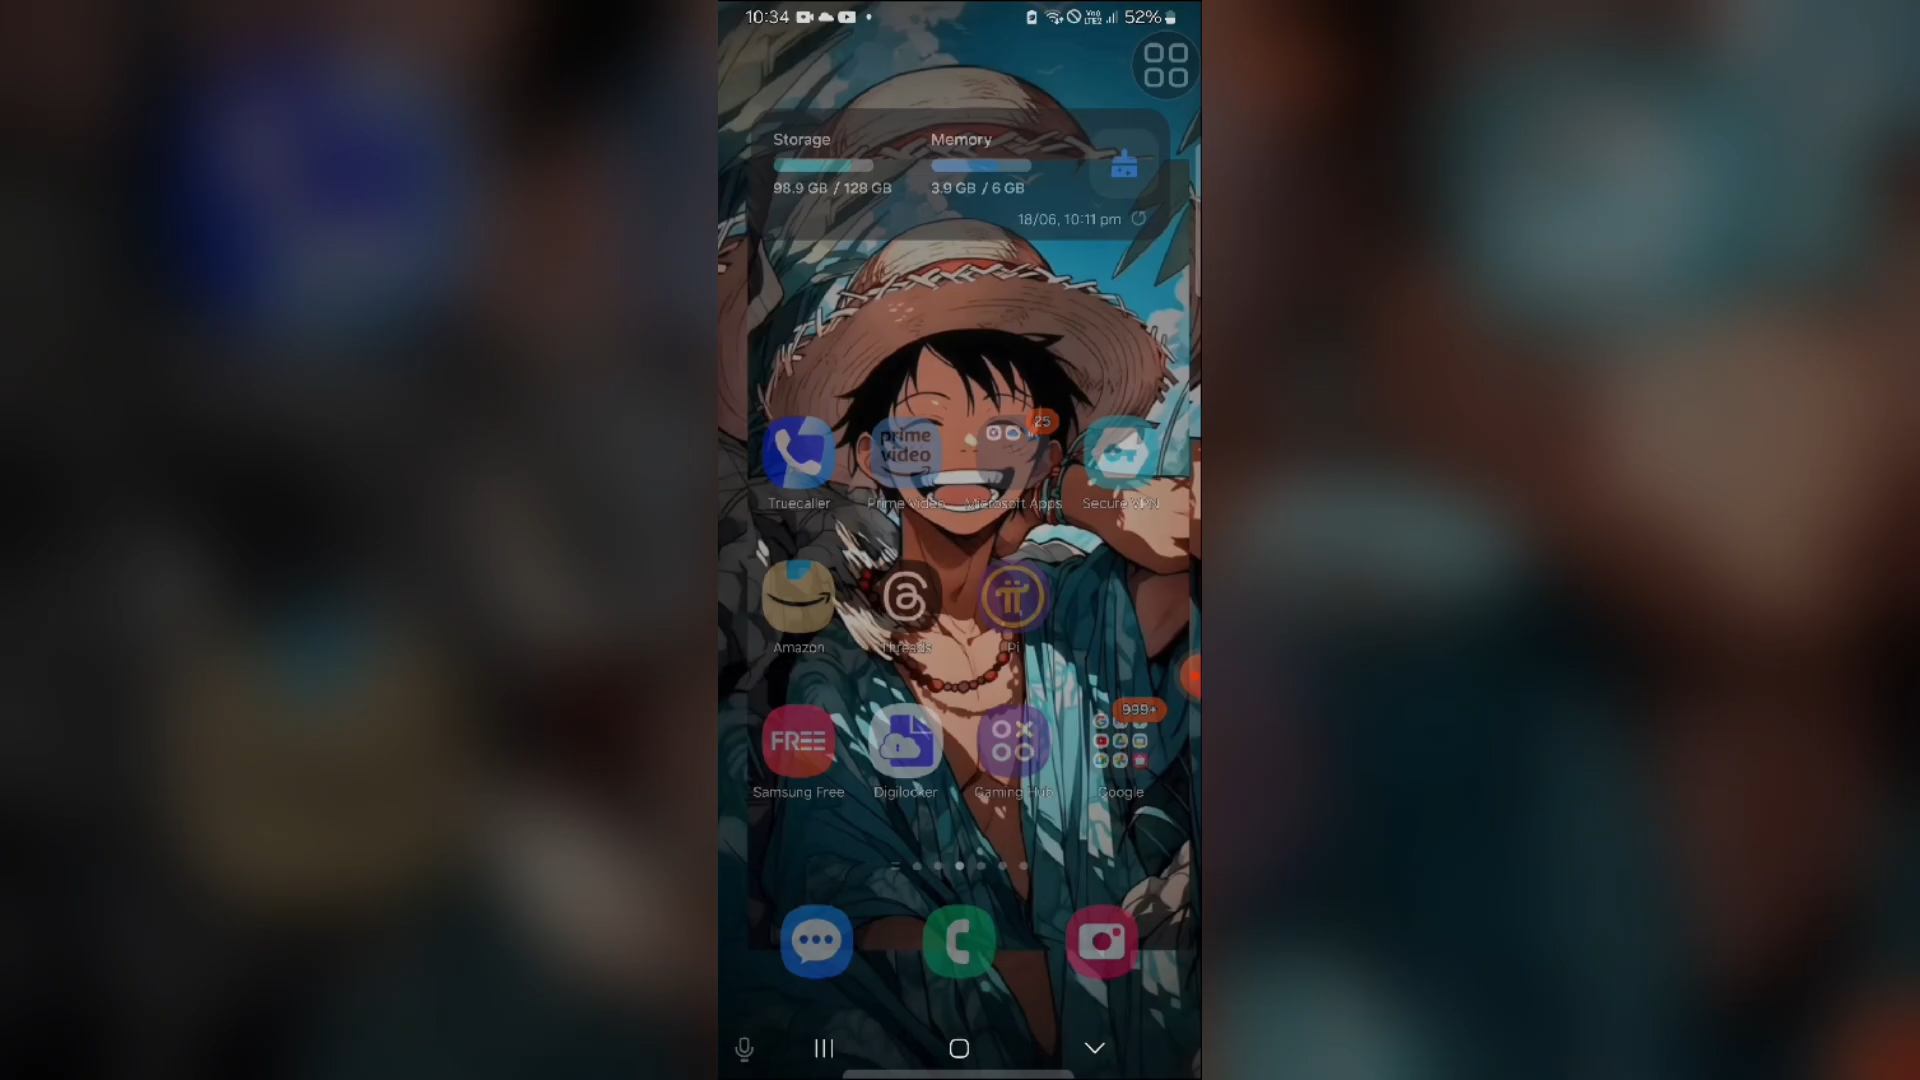 10:34 52%
Storage Memory
98.9 GB / 128 GB 3.9 GB / 6 GB
18/06, 10:11 pm
prime video 25
Truecaller Prime Video Microsoft Apps Secure VPN
Amazon Threads Pi
FREE 999+
Samsung Free Digilocker Gaming Hub Google